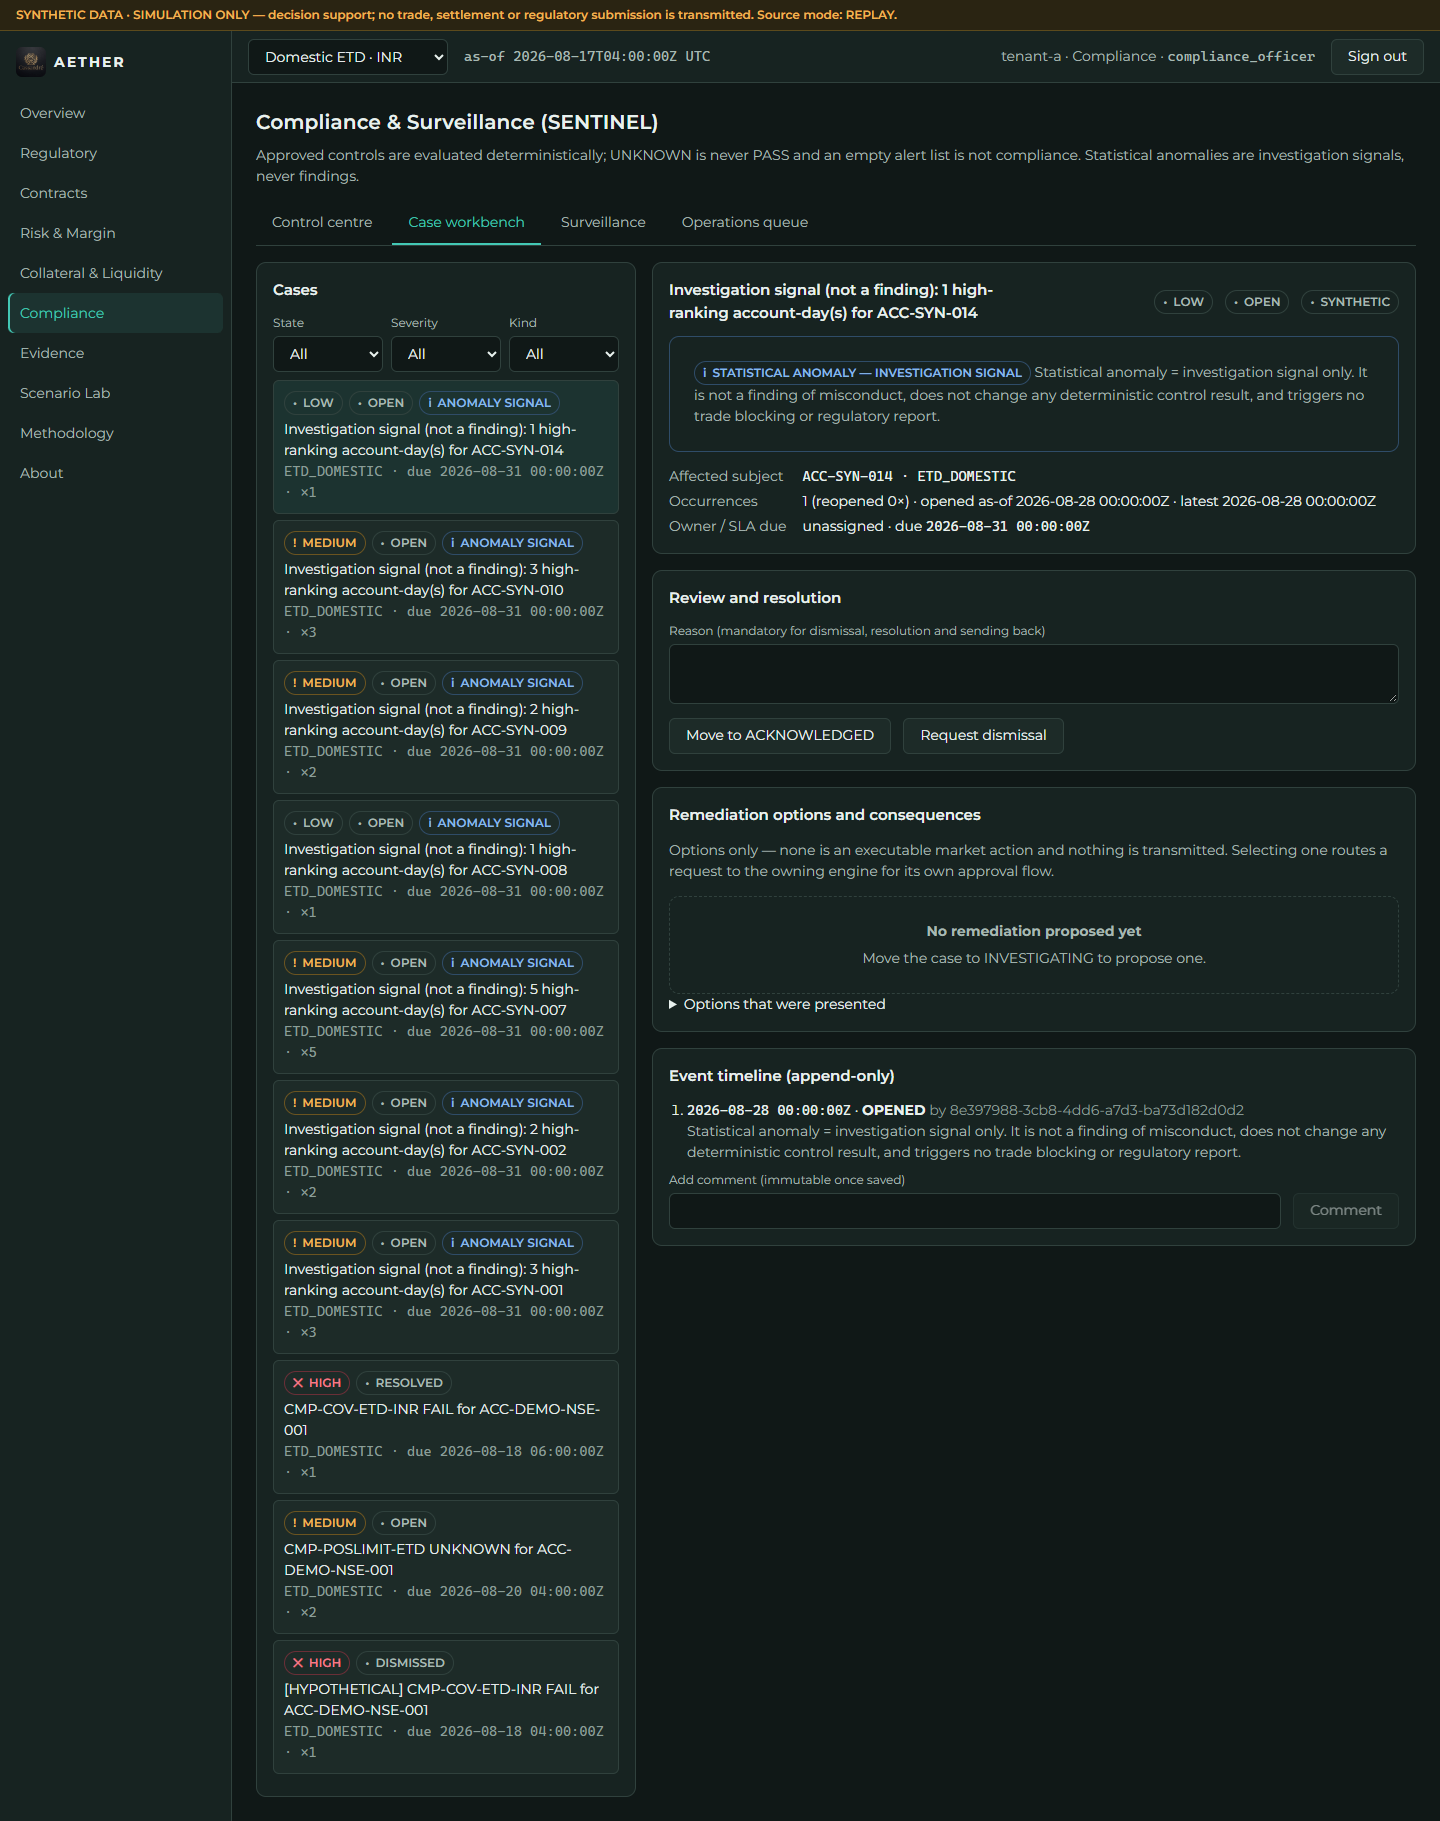 SYNTHETIC DATA · SIMULATION ONLY — decision support; no trade, settlement or regulatory submission is transmitted. Source mode: REPLAY.
AETHER
Domestic ETD · INR
as-of 2026-08-17T04:00:00Z UTC
tenant-a · Compliance · compliance_officer
Sign out
Overview
Regulatory
Contracts
Risk & Margin
Collateral & Liquidity
Compliance
Evidence
Scenario Lab
Methodology
About
Compliance & Surveillance (SENTINEL)
Approved controls are evaluated deterministically; UNKNOWN is never PASS and an empty alert list is not compliance. Statistical anomalies are investigation signals,
never findings.
Control centre
Case workbench
Surveillance
Operations queue
Cases
State
Severity
Kind
All
All
All
• LOW • OPEN i ANOMALY SIGNAL
Investigation signal (not a finding): 1 high-
ranking account-day(s) for ACC-SYN-014
ETD_DOMESTIC · due 2026-08-31 00:00:00Z
· ×1
! MEDIUM • OPEN i ANOMALY SIGNAL
Investigation signal (not a finding): 3 high-
ranking account-day(s) for ACC-SYN-010
ETD_DOMESTIC · due 2026-08-31 00:00:00Z
· ×3
! MEDIUM • OPEN i ANOMALY SIGNAL
Investigation signal (not a finding): 2 high-
ranking account-day(s) for ACC-SYN-009
ETD_DOMESTIC · due 2026-08-31 00:00:00Z
· ×2
• LOW • OPEN i ANOMALY SIGNAL
Investigation signal (not a finding): 1 high-
ranking account-day(s) for ACC-SYN-008
ETD_DOMESTIC · due 2026-08-31 00:00:00Z
· ×1
! MEDIUM • OPEN i ANOMALY SIGNAL
Investigation signal (not a finding): 5 high-
ranking account-day(s) for ACC-SYN-007
ETD_DOMESTIC · due 2026-08-31 00:00:00Z
· ×5
! MEDIUM • OPEN i ANOMALY SIGNAL
Investigation signal (not a finding): 2 high-
ranking account-day(s) for ACC-SYN-002
ETD_DOMESTIC · due 2026-08-31 00:00:00Z
· ×2
! MEDIUM • OPEN i ANOMALY SIGNAL
Investigation signal (not a finding): 3 high-
ranking account-day(s) for ACC-SYN-001
ETD_DOMESTIC · due 2026-08-31 00:00:00Z
· ×3
✕ HIGH • RESOLVED
CMP-COV-ETD-INR FAIL for ACC-DEMO-NSE-
001
ETD_DOMESTIC · due 2026-08-18 06:00:00Z
· ×1
! MEDIUM • OPEN
CMP-POSLIMIT-ETD UNKNOWN for ACC-
DEMO-NSE-001
ETD_DOMESTIC · due 2026-08-20 04:00:00Z
· ×2
✕ HIGH • DISMISSED
[HYPOTHETICAL] CMP-COV-ETD-INR FAIL for
ACC-DEMO-NSE-001
ETD_DOMESTIC · due 2026-08-18 04:00:00Z
· ×1
Investigation signal (not a finding): 1 high-
ranking account-day(s) for ACC-SYN-014
• LOW • OPEN • SYNTHETIC
i STATISTICAL ANOMALY — INVESTIGATION SIGNAL Statistical anomaly = investigation signal only. It
is not a finding of misconduct, does not change any deterministic control result, and triggers no
trade blocking or regulatory report.
Affected subject ACC-SYN-014 · ETD_DOMESTIC
Occurrences 1 (reopened 0×) · opened as-of 2026-08-28 00:00:00Z · latest 2026-08-28 00:00:00Z
Owner / SLA due unassigned · due 2026-08-31 00:00:00Z
Review and resolution
Reason (mandatory for dismissal, resolution and sending back)
Move to ACKNOWLEDGED
Request dismissal
Remediation options and consequences
Options only — none is an executable market action and nothing is transmitted. Selecting one routes a
request to the owning engine for its own approval flow.
No remediation proposed yet
Move the case to INVESTIGATING to propose one.
▶ Options that were presented
Event timeline (append-only)
1. 2026-08-28 00:00:00Z · OPENED by 8e397988-3cb8-4dd6-a7d3-ba73d182d0d2
Statistical anomaly = investigation signal only. It is not a finding of misconduct, does not change any
deterministic control result, and triggers no trade blocking or regulatory report.
Add comment (immutable once saved)
Comment